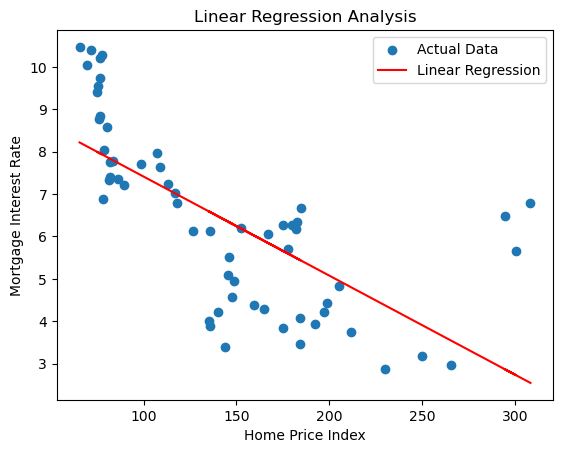 Linear Regression Analysis
Actual Data
Linear Regression
10
9
8
7
6
5
4
3
Mortgage Interest Rate
100 150 200 250 300
Home Price Index